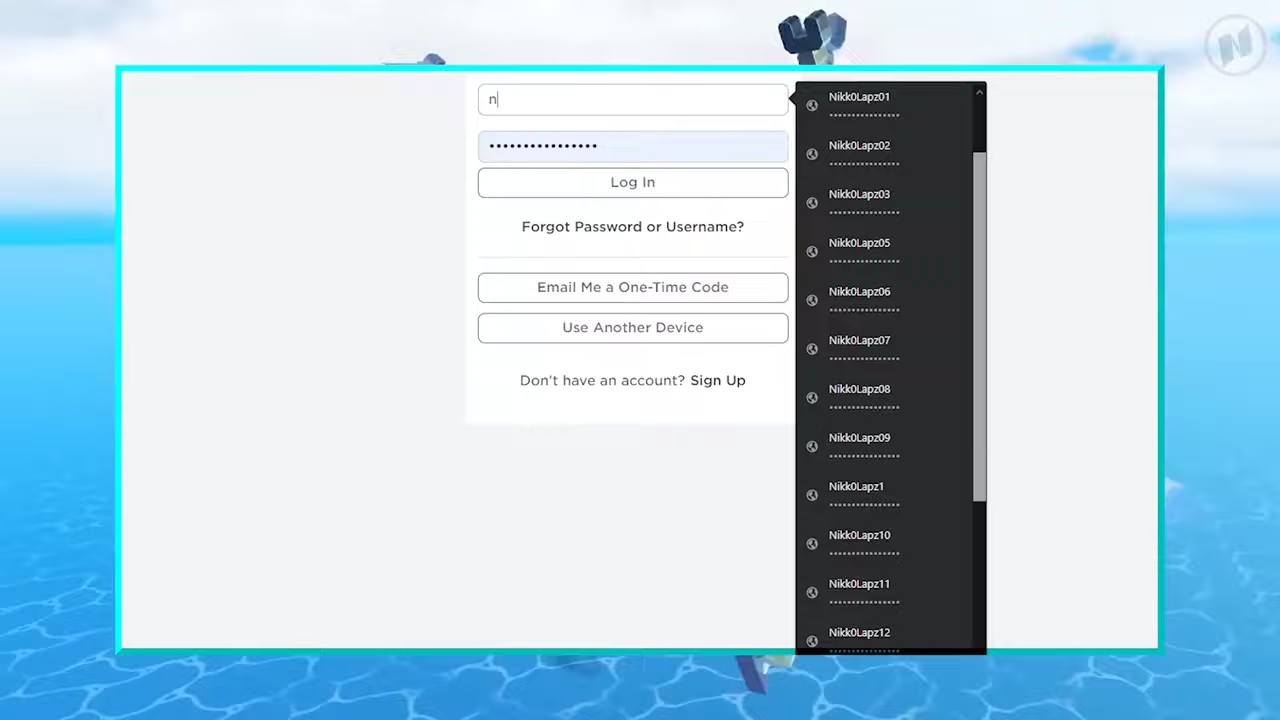 N
n
••••••••••••••••
Log In
Forgot Password or Username?
Email Me a One-Time Code
Use Another Device
Don't have an account? Sign Up
Nikk0Lapz01
Nikk0Lapz02
Nikk0Lapz03
Nikk0Lapz05
Nikk0Lapz06
Nikk0Lapz07
Nikk0Lapz08
Nikk0Lapz09
Nikk0Lapz1
Nikk0Lapz10
Nikk0Lapz11
Nikk0Lapz12